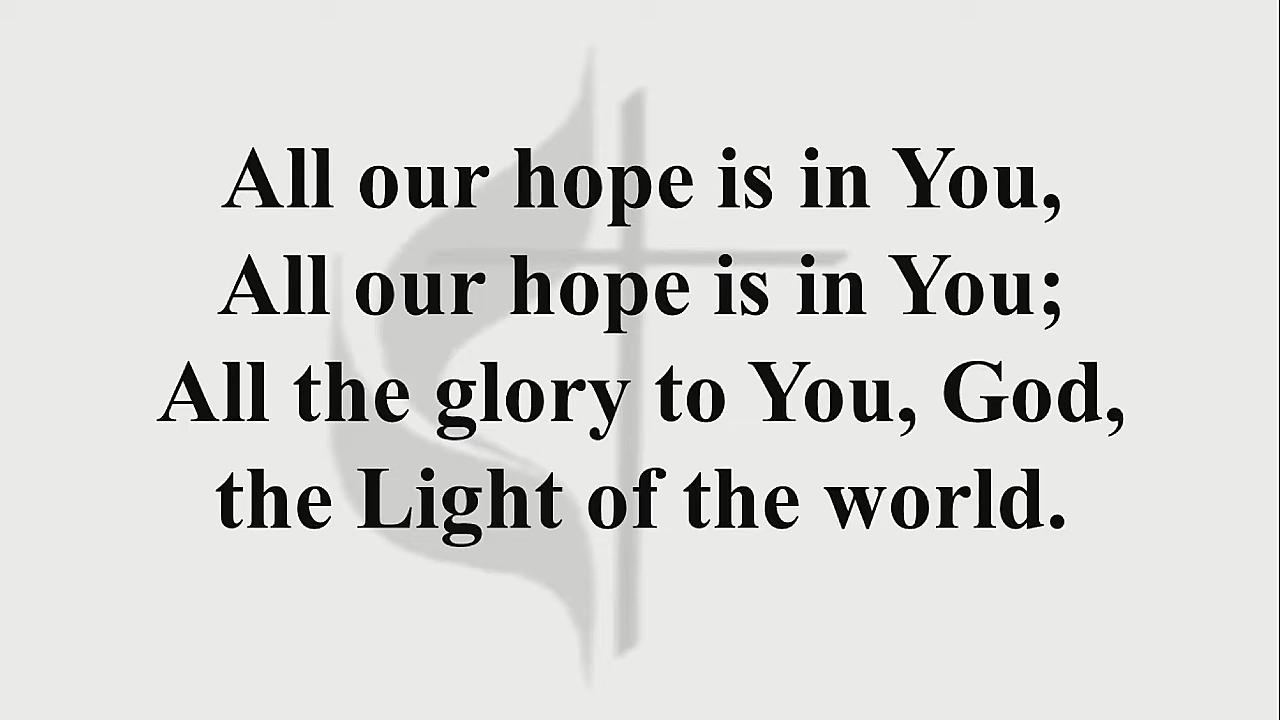 All our hope is in You,
All our hope is in You;
All the glory to You, God,
the Light of the world.